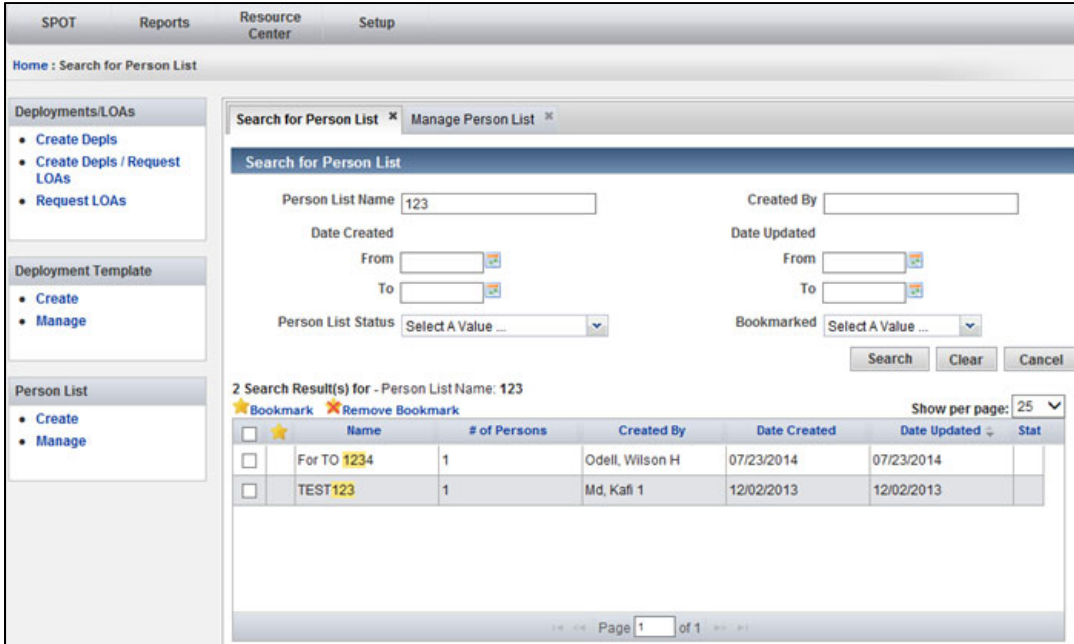 SPOT Reports Resource Center Setup
Home : Search for Person List
Deployments/LOAs
• Create Depls
• Create Depls / Request
LOAs
• Request LOAs
Deployment Template
• Create
• Manage
Person List
• Create
• Manage
Search for Person List Manage Person List
Search for Person List
Person List Name 123 Created By
Date Created Date Updated
From From
To To
Person List Status Select A Value ... Bookmarked Select A Value ...
Search Clear Cancel
2 Search Result(s) for - Person List Name: 123
Bookmark Remove Bookmark Show per page: 25
Name # of Persons Created By Date Created Date Updated Stat
For TO 1234 1 Odell, Wilson H 07/23/2014 07/23/2014
TEST123 1 Md, Kafi 1 12/02/2013 12/02/2013
Page 1 of 1